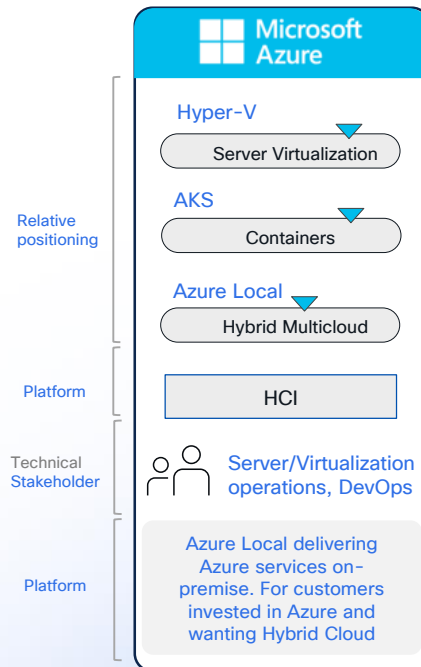 Microsoft
Azure
Hyper-V
Server Virtualization
AKS
Containers
Relative
positioning
Azure Local
Hybrid Multicloud
Platform
HCI
Technical
Stakeholder
Server/Virtualization
operations, DevOps
Platform
Azure Local delivering
Azure services on-
premise. For customers
invested in Azure and
wanting Hybrid Cloud